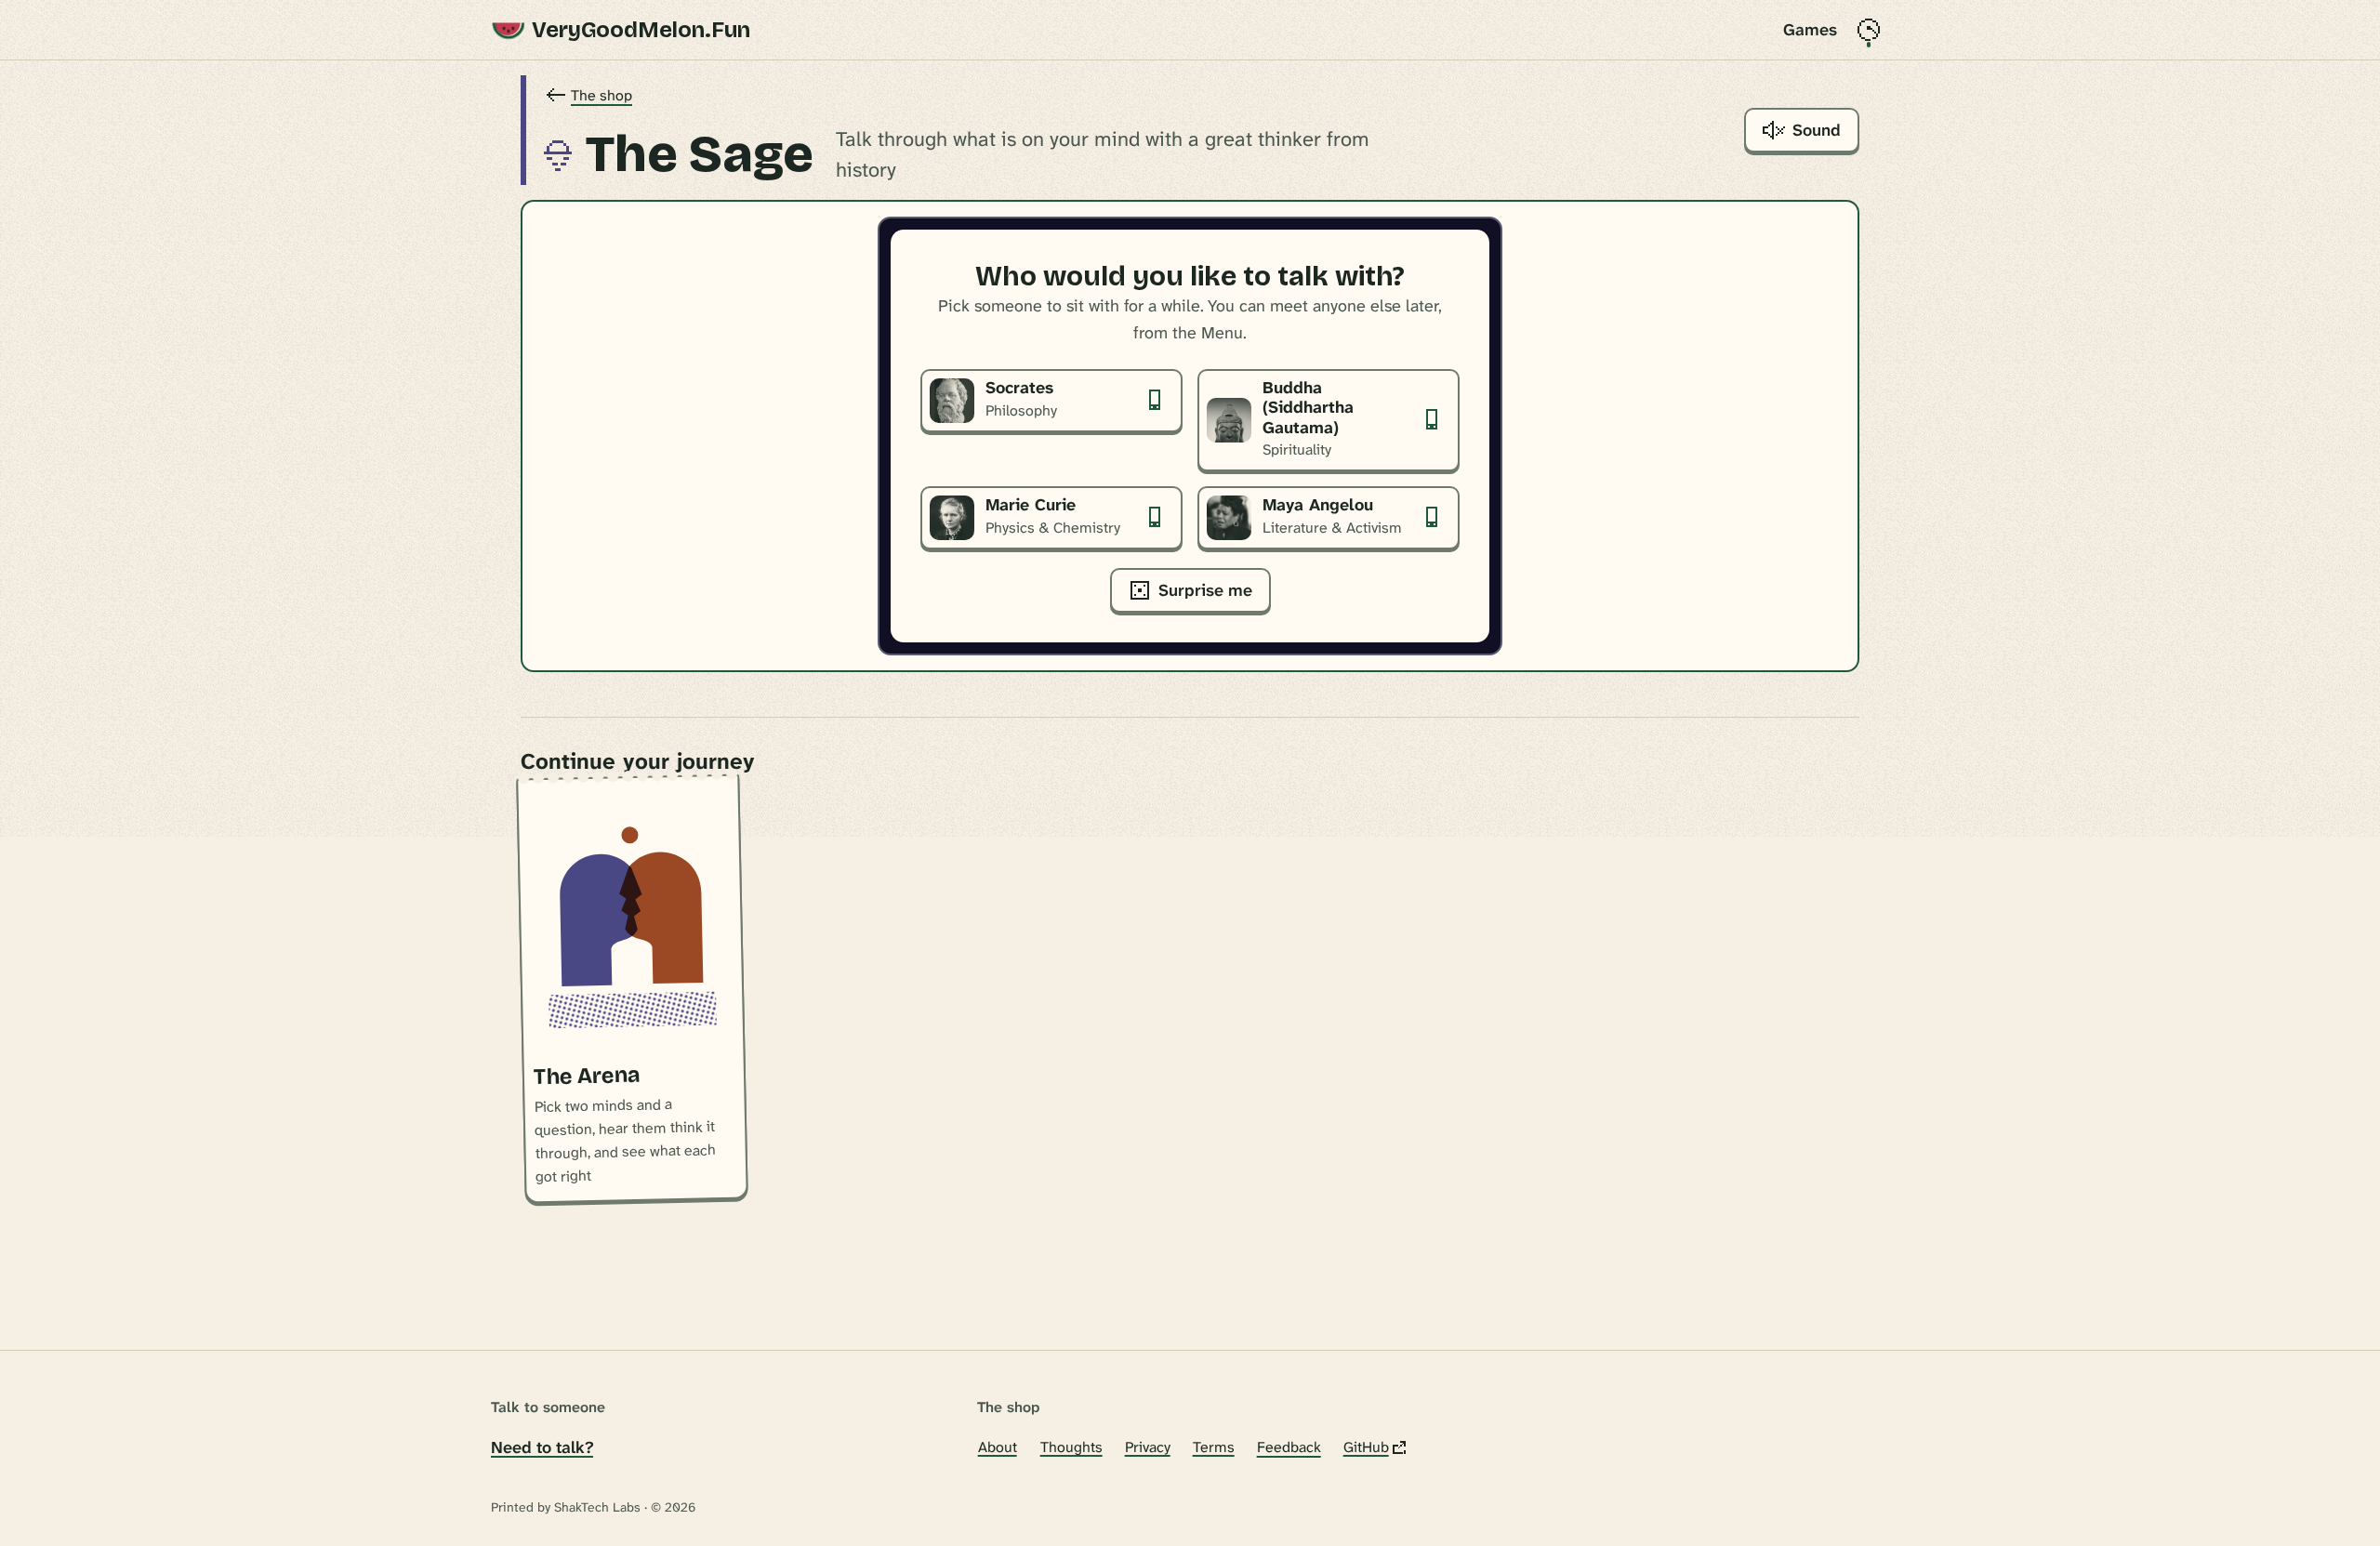 VeryGoodMelon.Fun
Games
The shop
The Sage
Talk through what is on your mind with a great thinker from
history
Sound
Who would you like to talk with?
Pick someone to sit with for a while. You can meet anyone else later,
from the Menu.
Socrates
Philosophy
Buddha
(Siddhartha
Gautama)
Spirituality
Marie Curie
Physics & Chemistry
Maya Angelou
Literature & Activism
Surprise me
Continue your journey
The Arena
Pick two minds and a
question, hear them think it
through, and see what each
got right
Talk to someone
Need to talk?
The shop
About Thoughts Privacy Terms Feedback GitHub
Printed by ShakTech Labs · © 2026